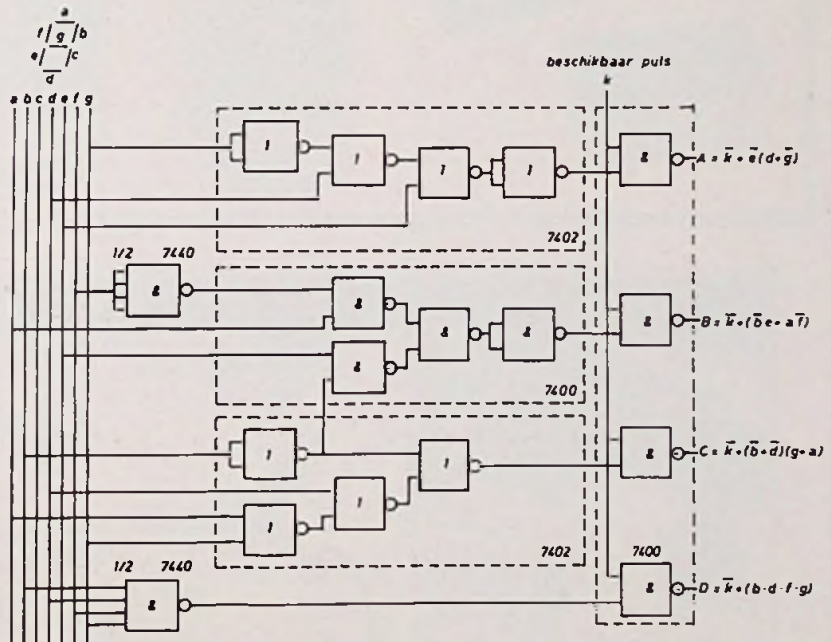 a
f g b
e c
d
a b c d e f g
beschikbaar puls
k
1
1
1
1
&
A = k̅ + e̅(d+g̅)
7402
1/2 7440
&
&
&
&
&
&
B = k̅+(b̅e+af̅)
7400
1
1
1
1
&
C = k̅+(b̅+d̅)(g+a)
7402
1/2 7440
&
7400
&
D = k̅+(b·d·f·g)